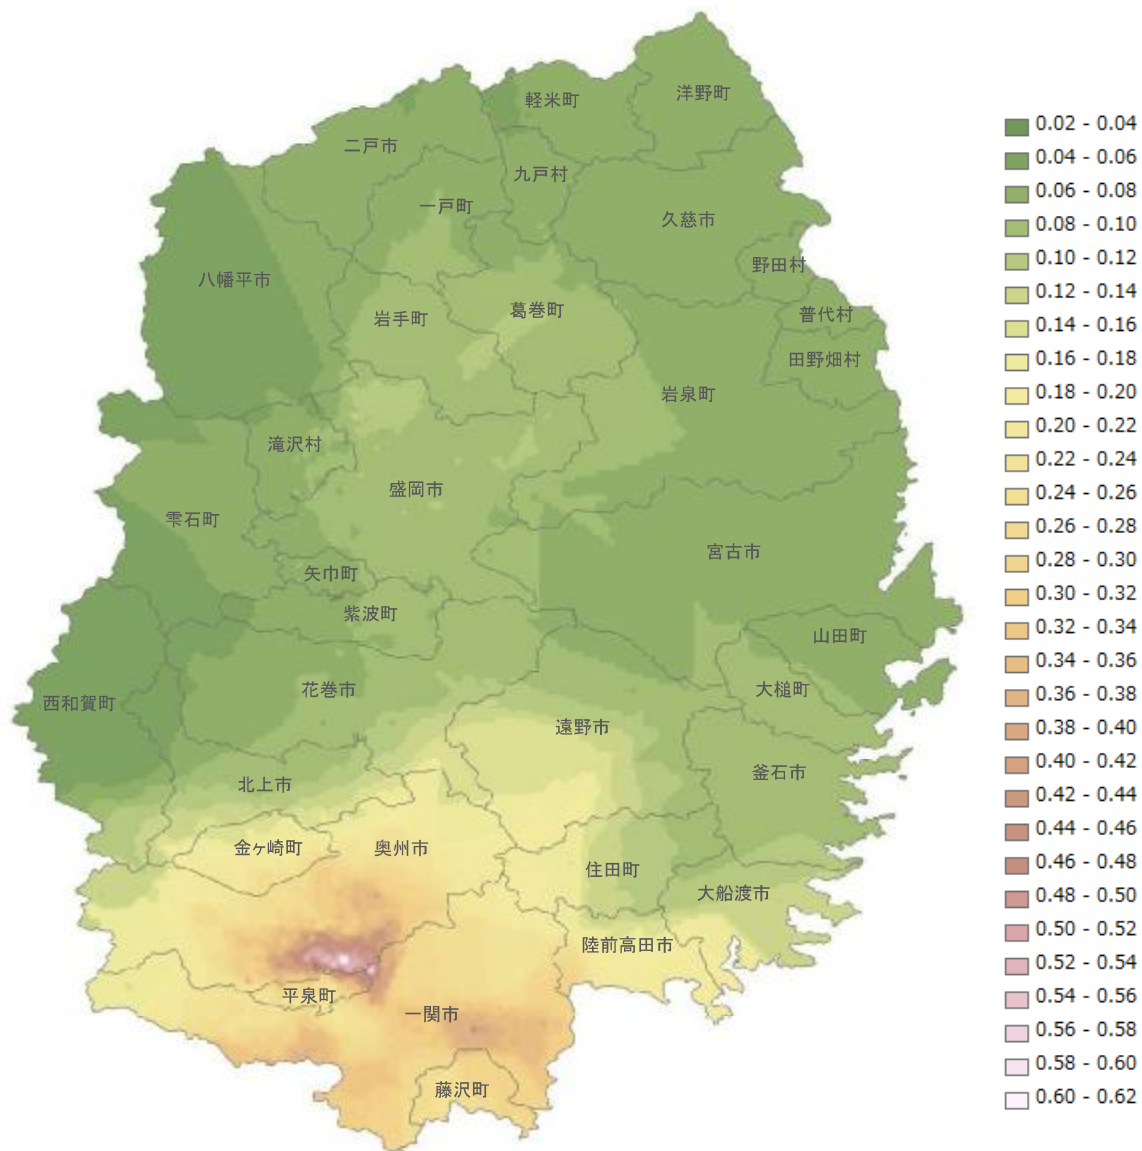 洋野町
軽米町
二戸市
九戸村
一戸町
久慈市
野田村
八幡平市
葛巻町
普代村
岩手町
田野畑村
岩泉町
滝沢村
盛岡市
雫石町
宮古市
矢巾町
紫波町
山田町
花巻市
大槌町
西和賀町
遠野市
釜石市
北上市
金ヶ崎町
奥州市
住田町
大船渡市
陸前高田市
平泉町
一関市
藤沢町
0.02 - 0.04
0.04 - 0.06
0.06 - 0.08
0.08 - 0.10
0.10 - 0.12
0.12 - 0.14
0.14 - 0.16
0.16 - 0.18
0.18 - 0.20
0.20 - 0.22
0.22 - 0.24
0.24 - 0.26
0.26 - 0.28
0.28 - 0.30
0.30 - 0.32
0.32 - 0.34
0.34 - 0.36
0.36 - 0.38
0.38 - 0.40
0.40 - 0.42
0.42 - 0.44
0.44 - 0.46
0.46 - 0.48
0.48 - 0.50
0.50 - 0.52
0.52 - 0.54
0.54 - 0.56
0.56 - 0.58
0.58 - 0.60
0.60 - 0.62